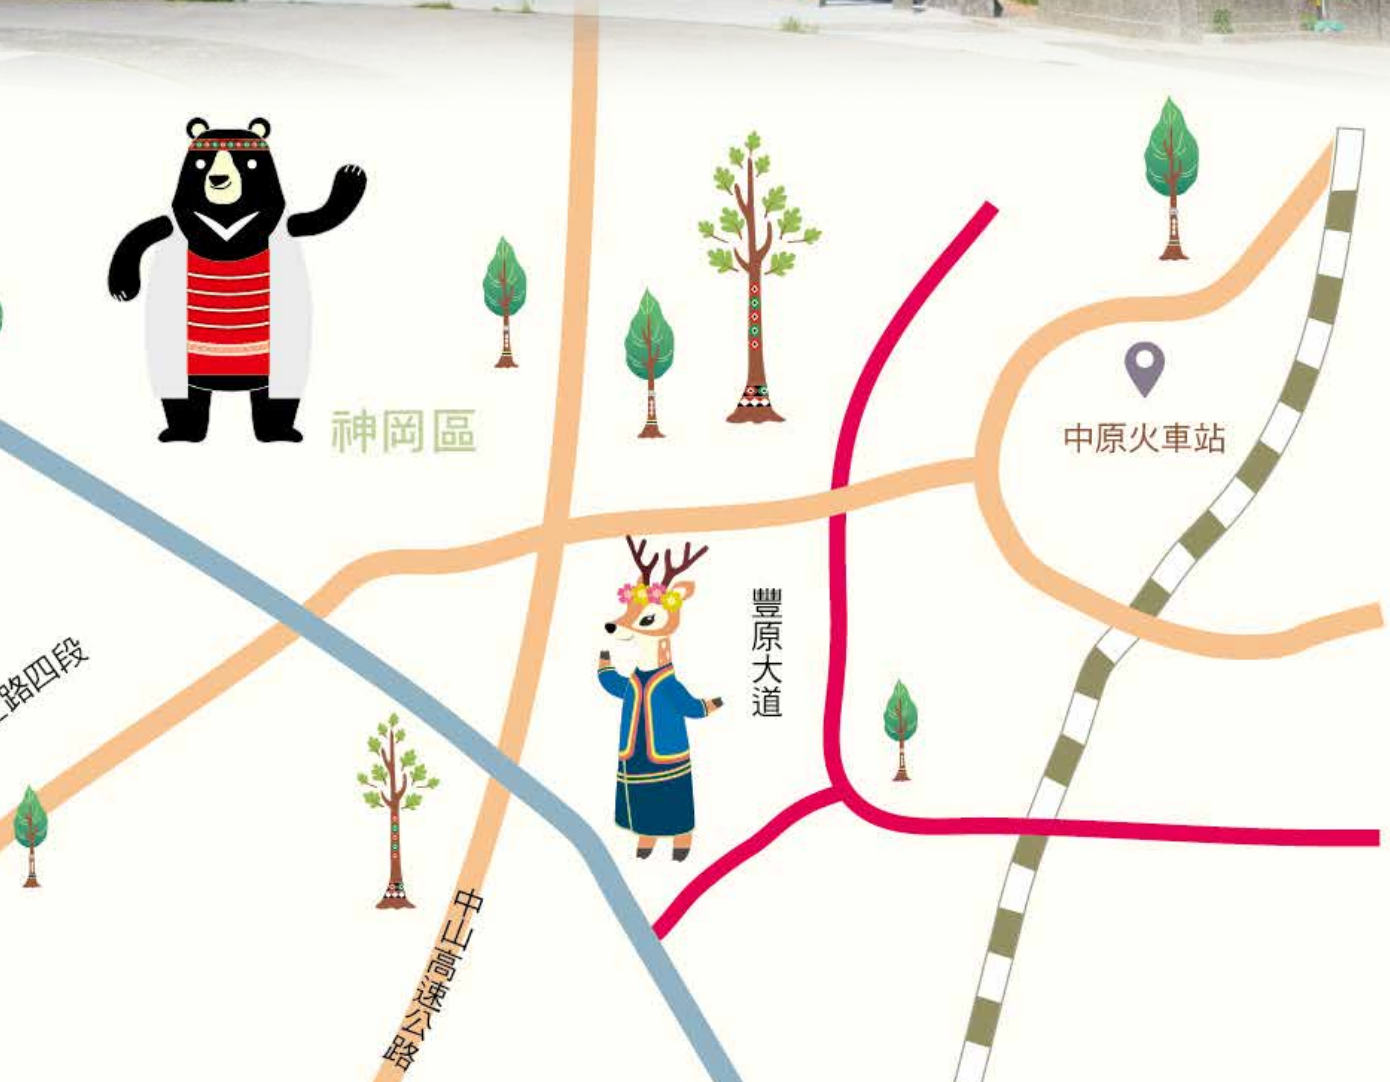 神岡區
中原火車站
豐原大道
路四段
中山高速公路